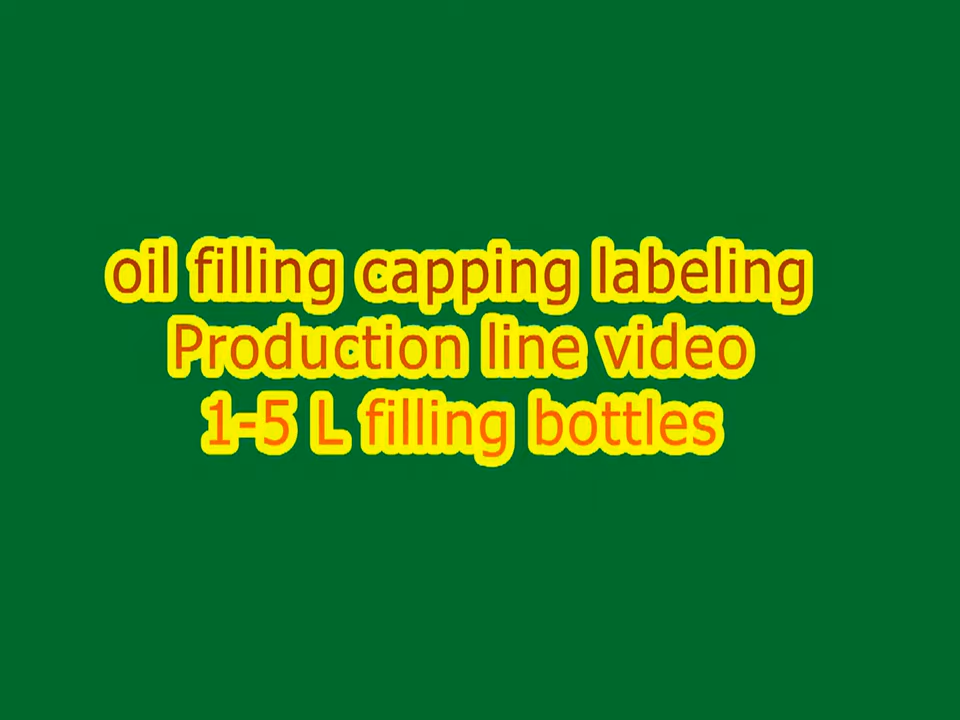 oil filling capping labeling
Production line video
1-5 L filling bottles